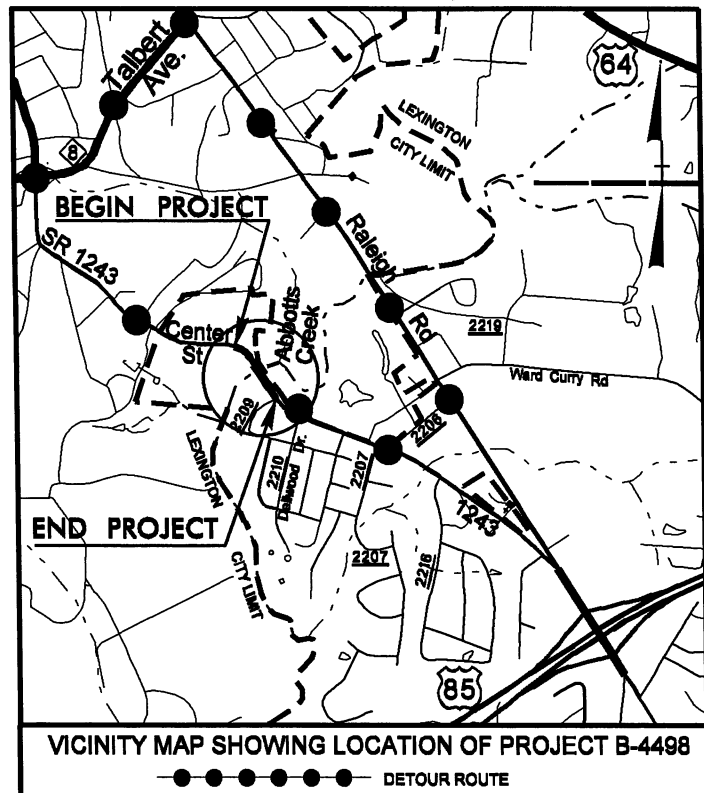 Talbert
Ave.
64
LEXINGTON
CITY LIMIT
8
BEGIN PROJECT
SR 1243
Raleigh
Rd
Abbotts
Creek
Center
St
2219
Ward Curry Rd
2209
2206
LEXINGTON
2210
Dellwood Dr.
2207
1243
END PROJECT
CITY LIMIT
2207
2216
85
VICINITY MAP SHOWING LOCATION OF PROJECT B-4498
DETOUR ROUTE